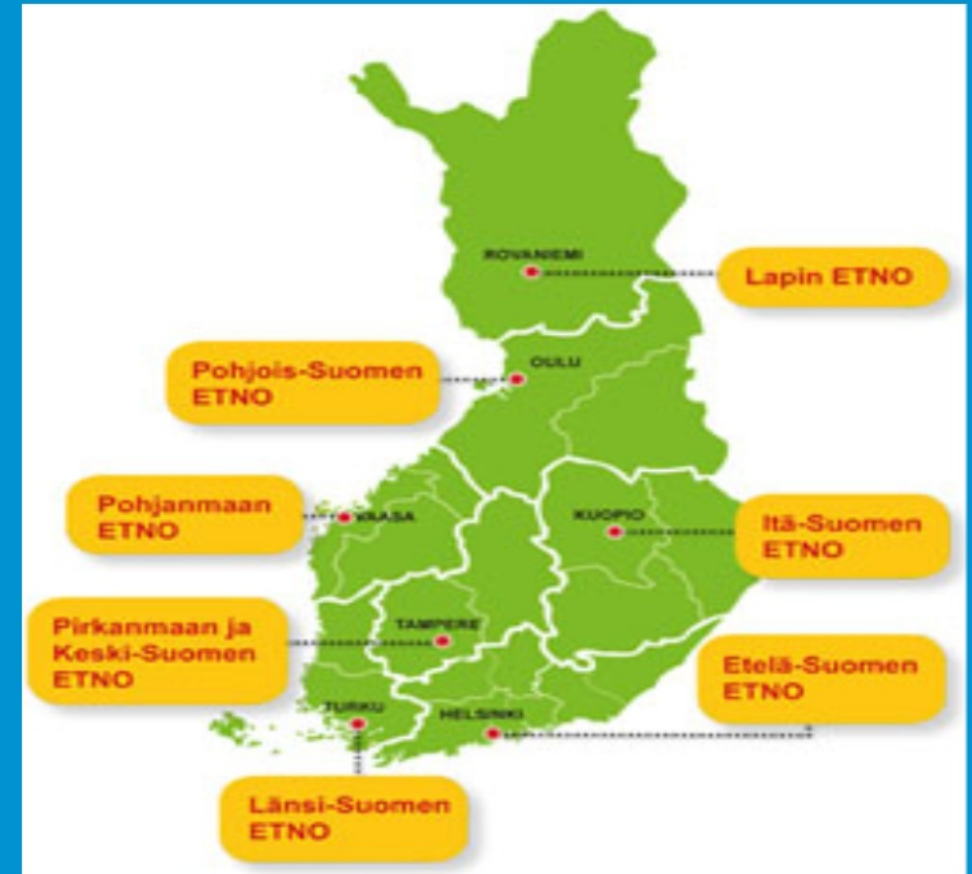 ROVANIEMI
Lapin ETNO
OULU
Pohjois-Suomen
ETNO
Pohjanmaan
ETNO
VAASA
KUOPIO
Itä-Suomen
ETNO
Pirkanmaan ja
Keski-Suomen
ETNO
TAMPERE
Etelä-Suomen
ETNO
TURKU
HELSINKI
Länsi-Suomen
ETNO